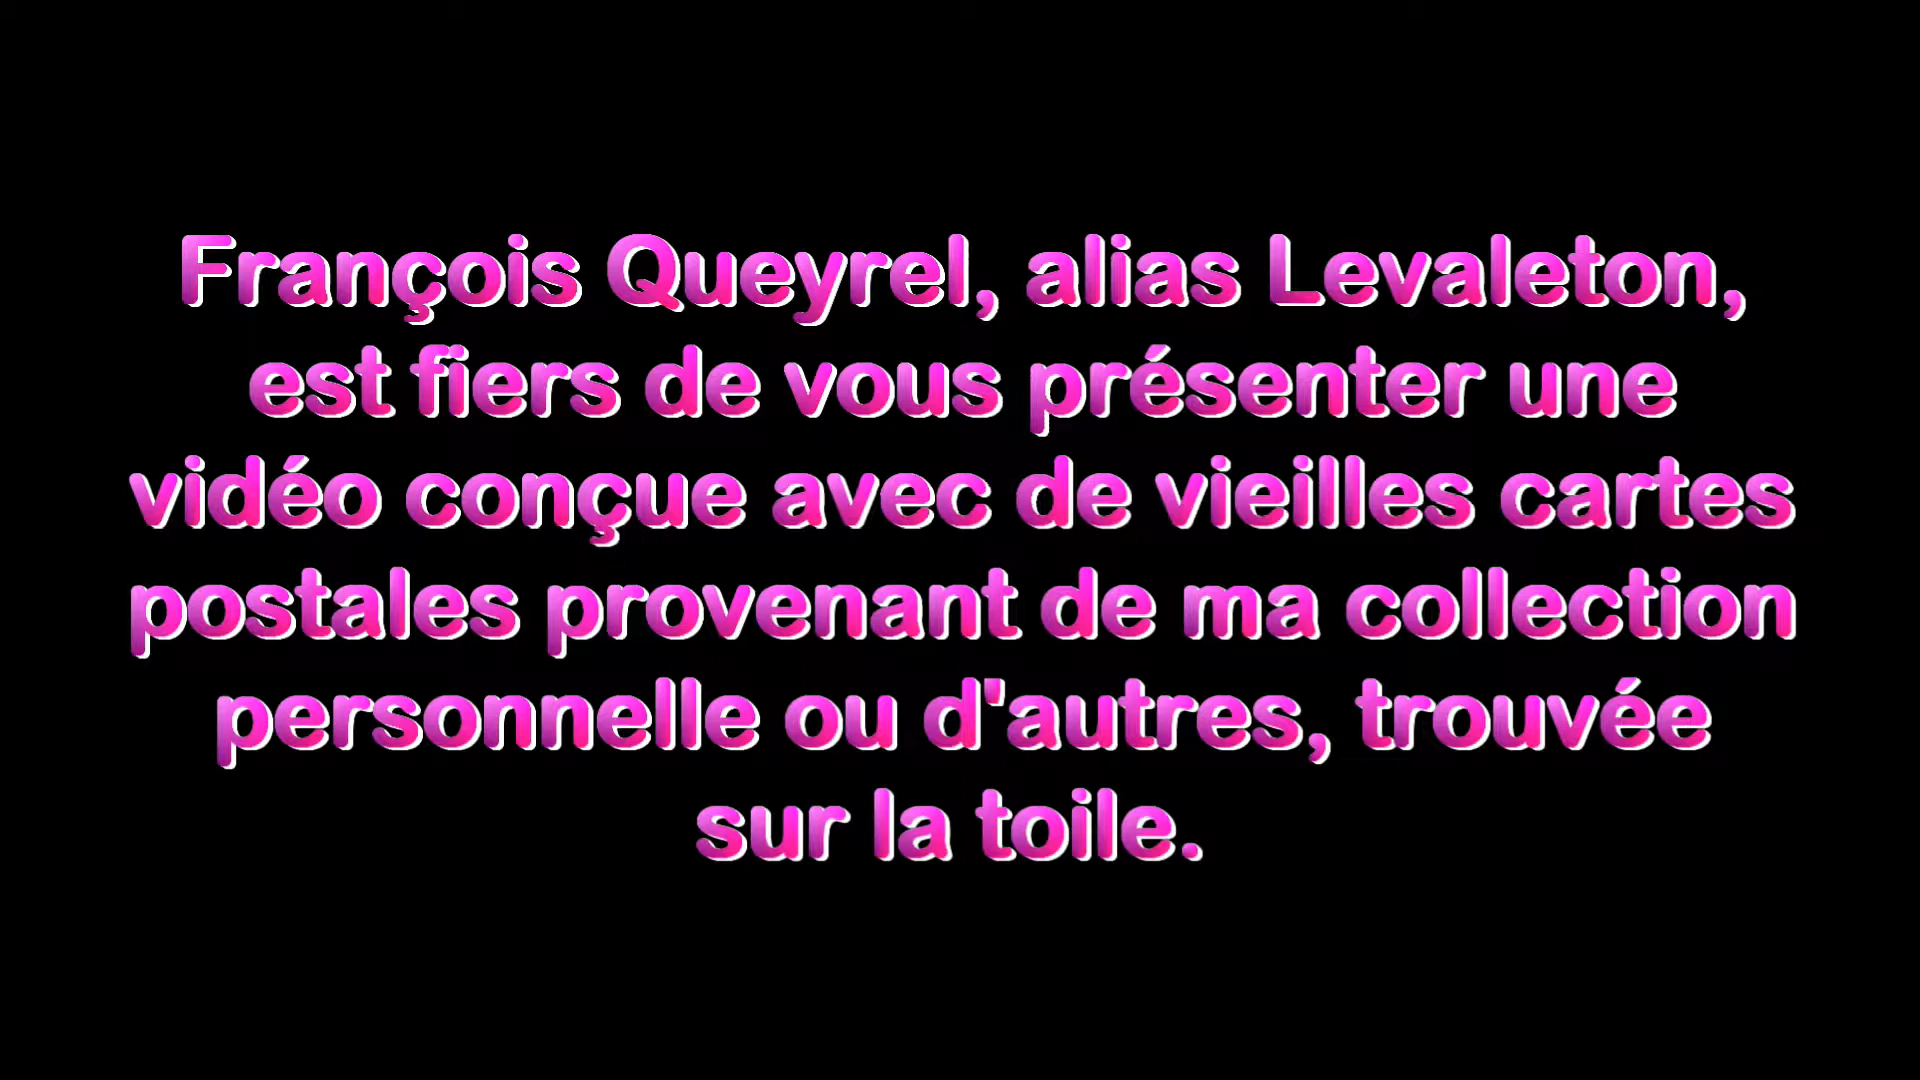 François Queyrel, alias Levaleton,
est fiers de vous présenter une
vidéo conçue avec de vieilles cartes
postales provenant de ma collection
personnelle ou d'autres, trouvée
sur la toile.